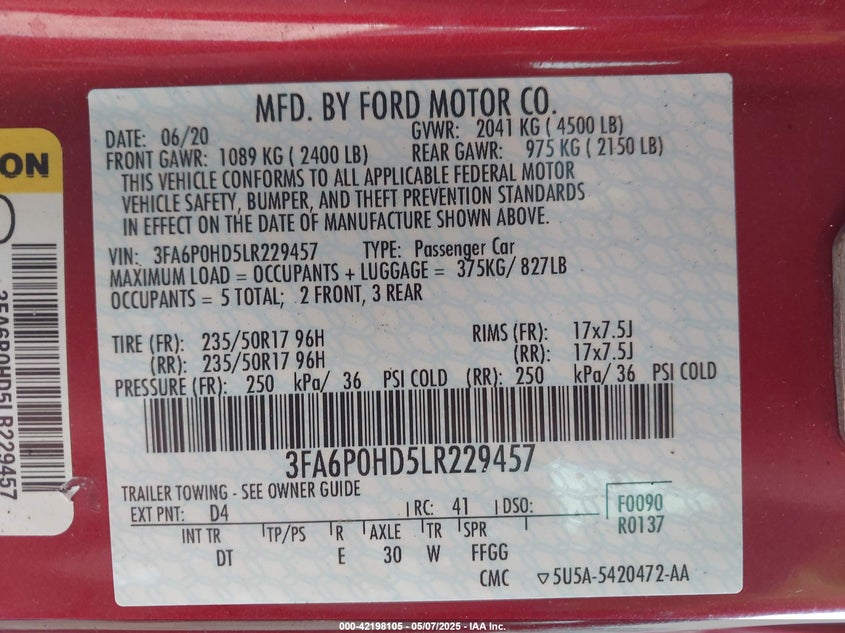 MFD. BY FORD MOTOR CO.
DATE: 06/20 GVWR: 2041 KG ( 4500 LB)
FRONT GAWR: 1089 KG ( 2400 LB) REAR GAWR: 975 KG ( 2150 LB)
THIS VEHICLE CONFORMS TO ALL APPLICABLE FEDERAL MOTOR
VEHICLE SAFETY, BUMPER, AND THEFT PREVENTION STANDARDS
IN EFFECT ON THE DATE OF MANUFACTURE SHOWN ABOVE.
VIN: 3FA6P0HD5LR229457 TYPE: Passenger Car
MAXIMUM LOAD = OCCUPANTS + LUGGAGE = 375KG/ 827LB
OCCUPANTS = 5 TOTAL; 2 FRONT, 3 REAR
TIRE (FR): 235/50R17 96H RIMS (FR): 17x7.5J
(RR): 235/50R17 96H (RR): 17x7.5J
PRESSURE (FR): 250 kPa/ 36 PSI COLD (RR): 250 kPa/ 36 PSI COLD
3FA6P0HD5LR229457
TRAILER TOWING - SEE OWNER GUIDE
EXT PNT: D4 RC: 41 DSO: F0090
R0137
INT TR TP/PS R AXLE TR SPR
DT E 30 W FFGG
CMC ▽5U5A-5420472-AA
ION
3FA6P0HD5LR229457
000-42198105 - 05/07/2025 - IAA Inc.